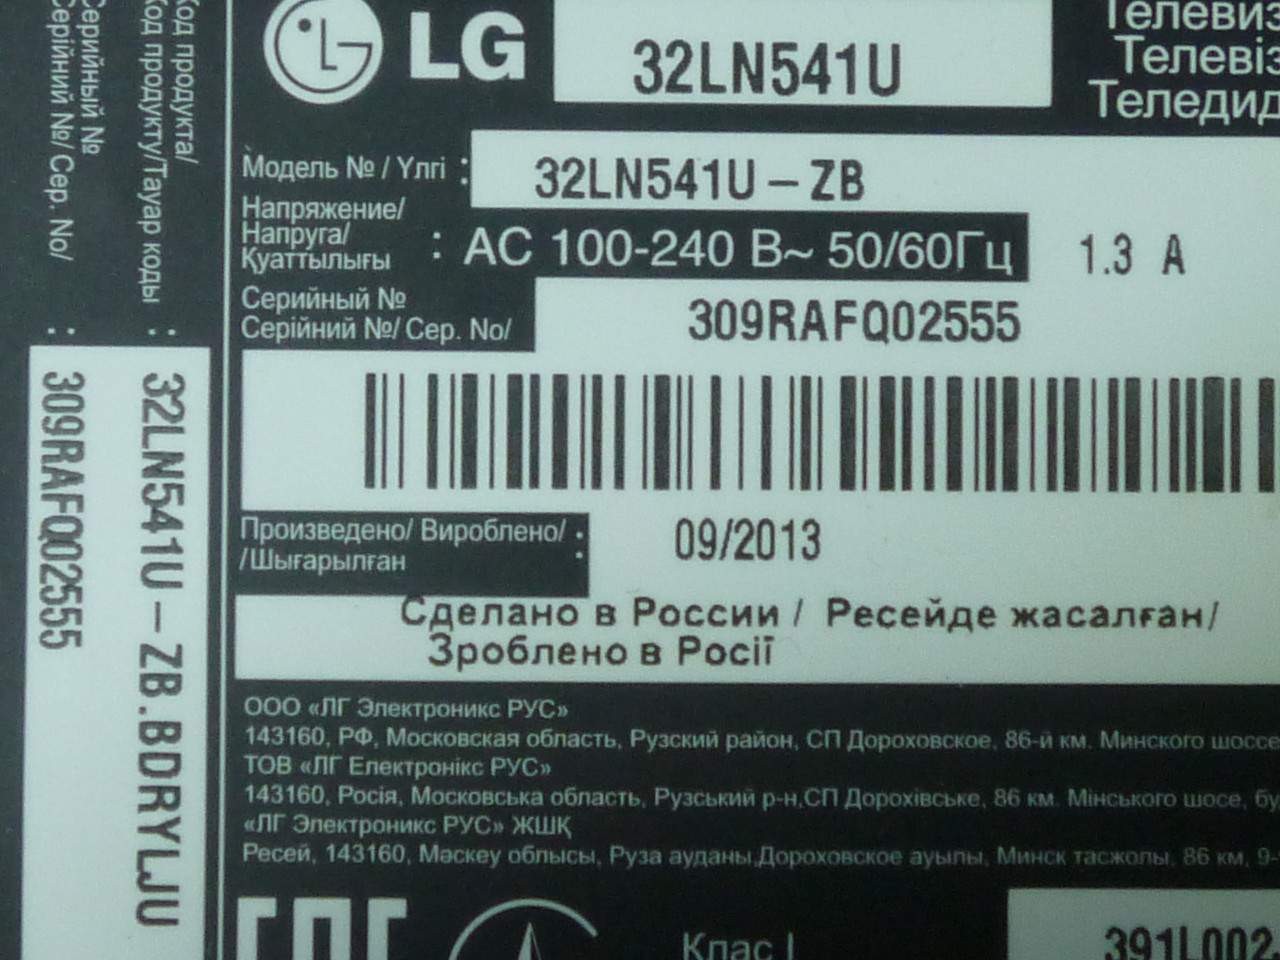 LG
32LN541U
Модель № / Үлгі :
32LN541U – ZB
Напряжение/
Напруга/
Қуаттылығы
: АС 100-240 В~ 50/60Гц
1.3 A
Серийный №
Серійний №/ Сер. No/
309RAFQ02555
Произведено/ Вироблено/
/Шығарылған
:
09/2013
Сделано в России / Ресейде жасалған/
Зроблено в Росії
ООО «ЛГ Электроникс РУС»
143160, РФ, Московская область, Рузский район, СП Дороховское, 86-й км. Минского шоссе
ТОВ «ЛГ Електронікс РУС»
143160, Росія, Московська область, Рузський р-н,СП Дорохівське, 86 км. Мінського шосе,
«ЛГ Электроникс РУС» ЖШҚ
Ресей, 143160, Мәскеу облысы, Руза ауданы,Дороховское ауылы, Минск тасжолы, 86 км,
Клас I
391L002
продукта/
Код продукту/Тауар коды :
32LN541U – ZB.BDRYLJU
Серийный №
Серійний №/ Сер. No/ :
309RAFQ02555